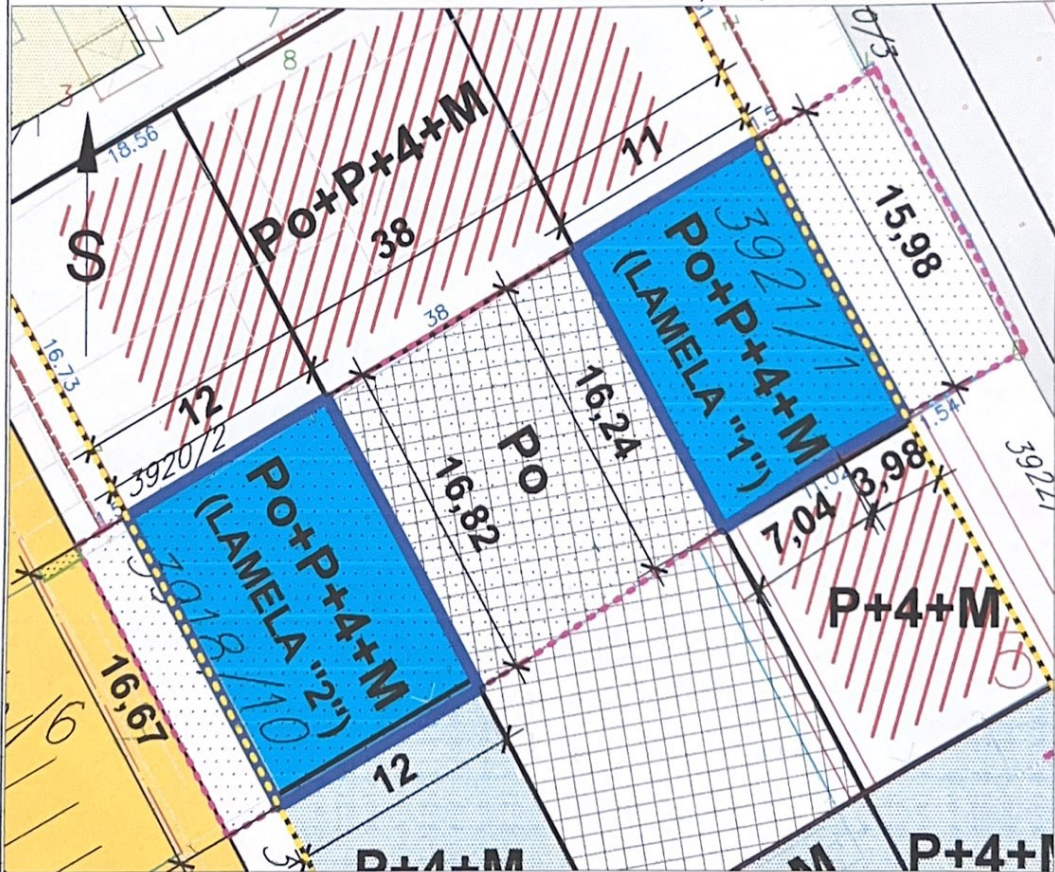 8
3
18.56
Po+P+4+M
11
38
S
38
16.73
12
3920/2
15,98
3921/1
Po+P+4+M
(LAMELA "1")
16,24
Po
16,82
Po+P+4+M
(LAMELA "2")
3918/10
7,04
3,98
P+4+M
16,67
12
P+4+M
M